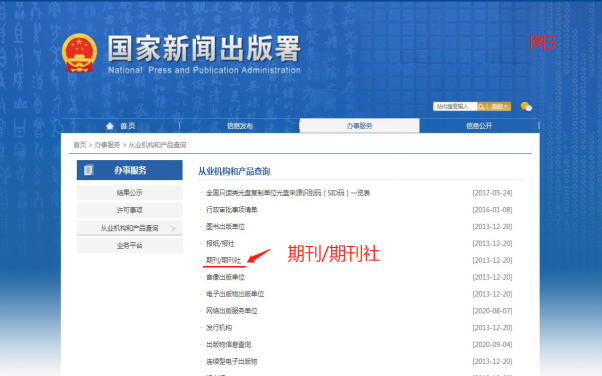 图3
国家新闻出版署
National Press and Publication Administration
站内搜索输入
首页 信息发布 办事服务 信息公开
首页 > 办事服务 > 从业机构和产品查询
办事服务
结果公示
许可事项
从业机构和产品查询
业务平台
从业机构和产品查询
· 全国只读类光盘复制单位光盘来源识别码（SID码）一览表 [2017-05-24]
· 行政审批事项清单 [2016-01-08]
· 图书出版单位 [2013-12-20]
· 报纸/报社 [2013-12-20]
· 期刊/期刊社 [2013-12-20]
期刊/期刊社
· 音像出版单位 [2013-12-20]
· 电子出版物出版单位 [2013-12-20]
· 网络出版服务单位 [2020-08-07]
· 发行机构 [2013-12-20]
· 出版物信息查询 [2020-09-04]
· 连续型电子出版物 [2013-12-20]